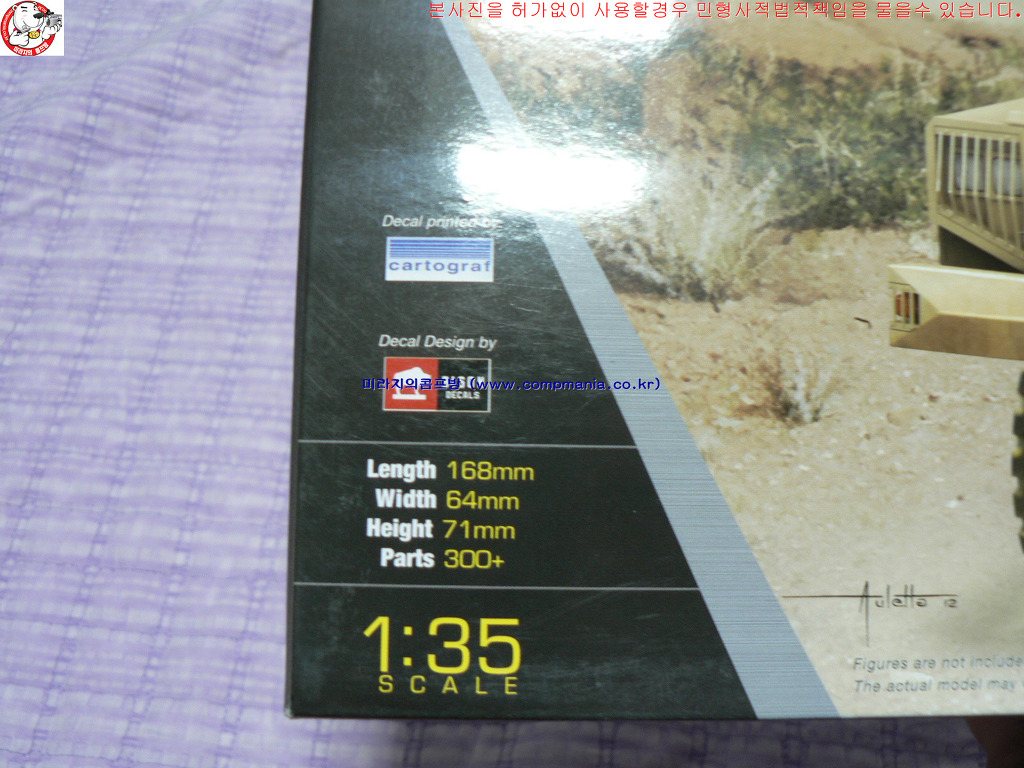 본사진을 허가없이 사용할경우 민형사적법적책임을 물을수 있습니다.
Decal printed by
cartograf
Decal Design by
DECALS
미라지의콤프방 (www.compmania.co.kr)
Length 168mm
Width 64mm
Height 71mm
Parts 300+
1:35
SCALE
Auletta 12
Figures are not include
The actual model may